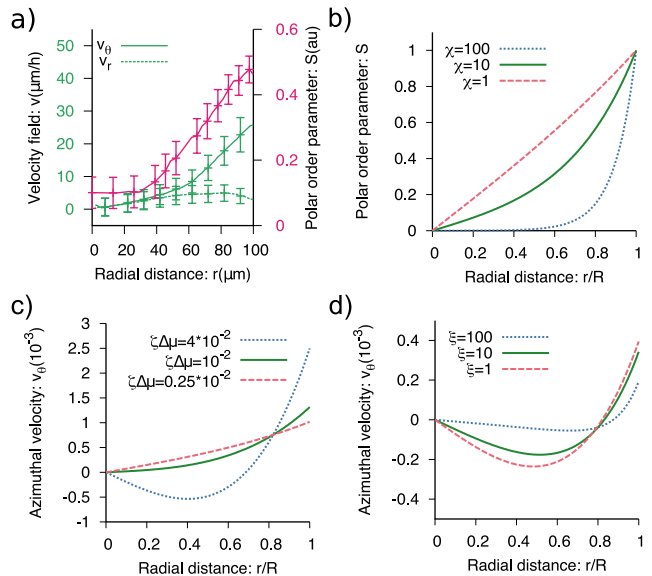 a)
v_θ
v_r
Velocity field: v(μm/h)
50
40
30
20
10
0
0.6
0.4
0.2
0
Polar order parameter: S(au)
0 20 40 60 80 100
Radial distance: r(μm)
b)
χ=100
χ=10
χ=1
Polar order parameter: S
1
0.8
0.6
0.4
0.2
0
0 0.2 0.4 0.6 0.8 1
Radial distance: r/R
c)
ζΔμ=4*10⁻²
ζΔμ=10⁻²
ζΔμ=0.25*10⁻²
Azimuthal velocity: v_θ(10⁻³)
2.5
2
1.5
1
0.5
0
-0.5
-1
0 0.2 0.4 0.6 0.8 1
Radial distance: r/R
d)
ξ=100
ξ=10
ξ=1
Azimuthal velocity: v_θ(10⁻³)
0.4
0.2
0
-0.2
-0.4
0 0.2 0.4 0.6 0.8 1
Radial distance: r/R